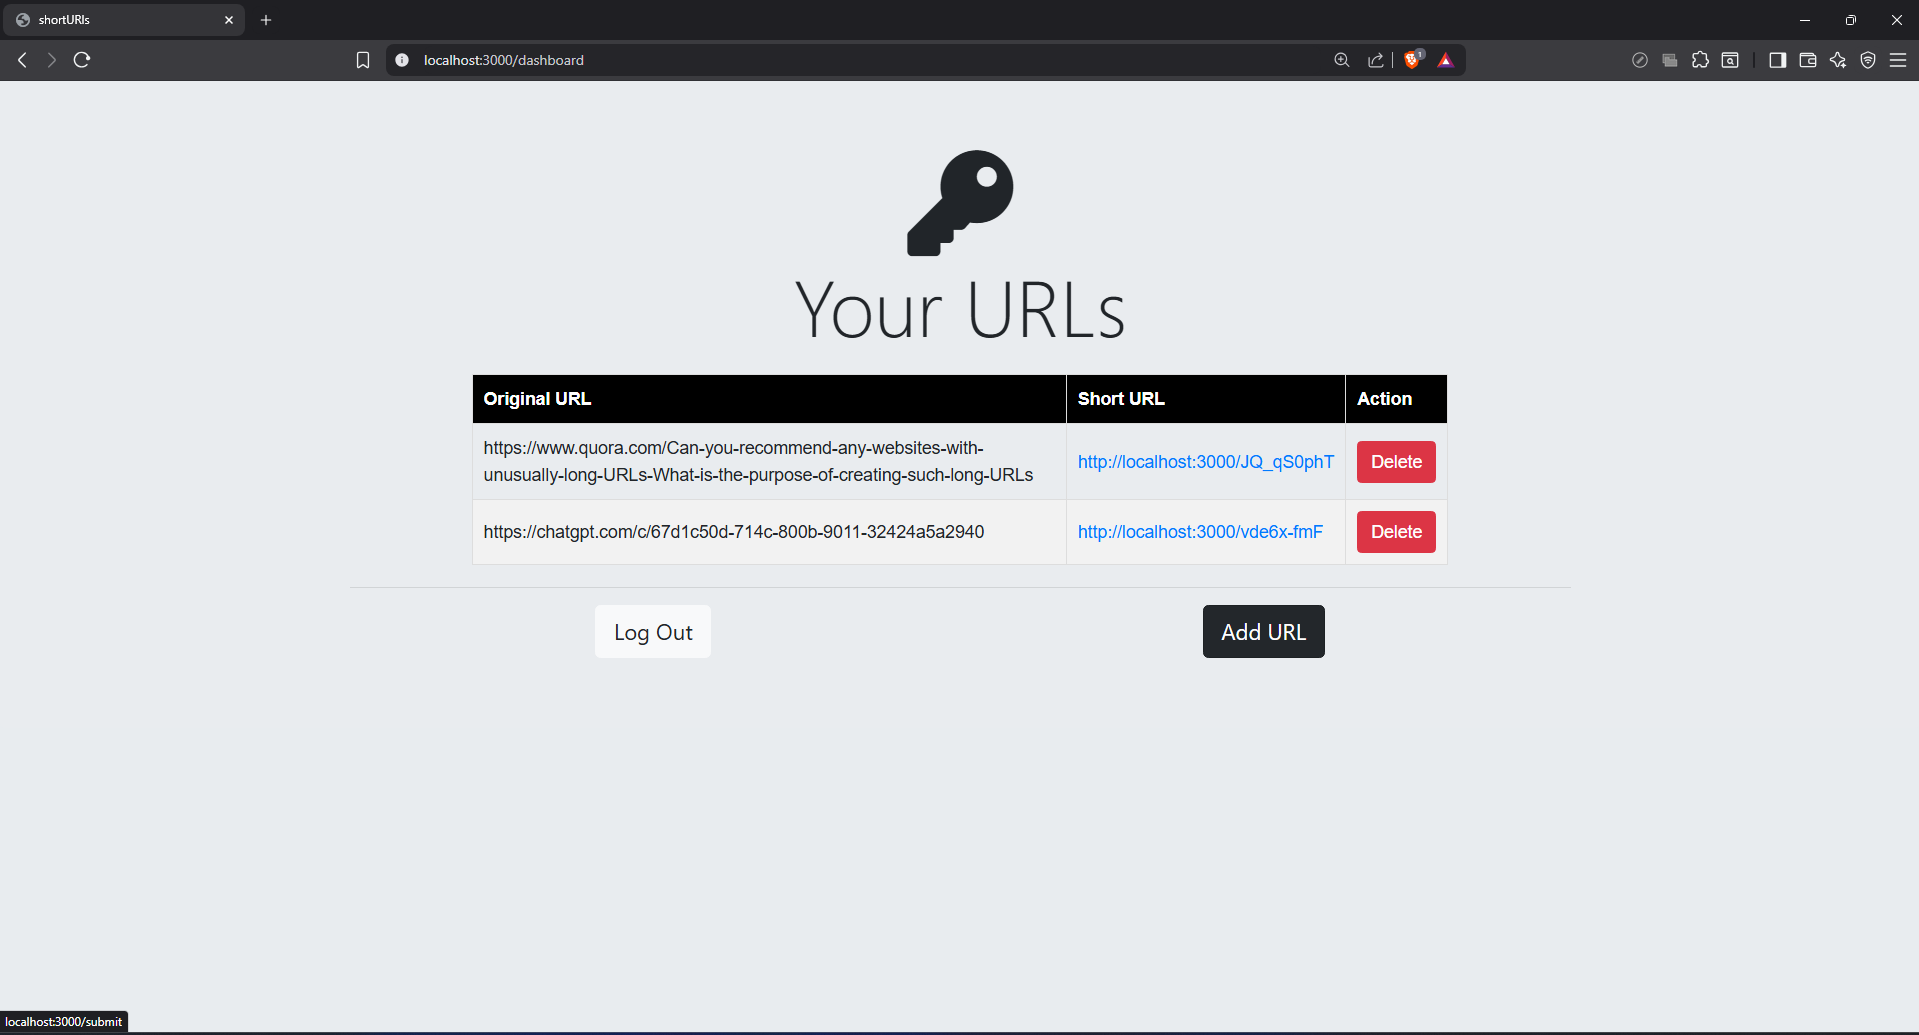 shortURls
localhost:3000/dashboard
1
Your URLs
Original URL
Short URL
Action
https://www.quora.com/Can-you-recommend-any-websites-with-
unusually-long-URLs-What-is-the-purpose-of-creating-such-long-URLs
http://localhost:3000/JQ_qS0phT
Delete
https://chatgpt.com/c/67d1c50d-714c-800b-9011-32424a5a2940
http://localhost:3000/vde6x-fmF
Delete
Log Out
Add URL
localhost:3000/submit